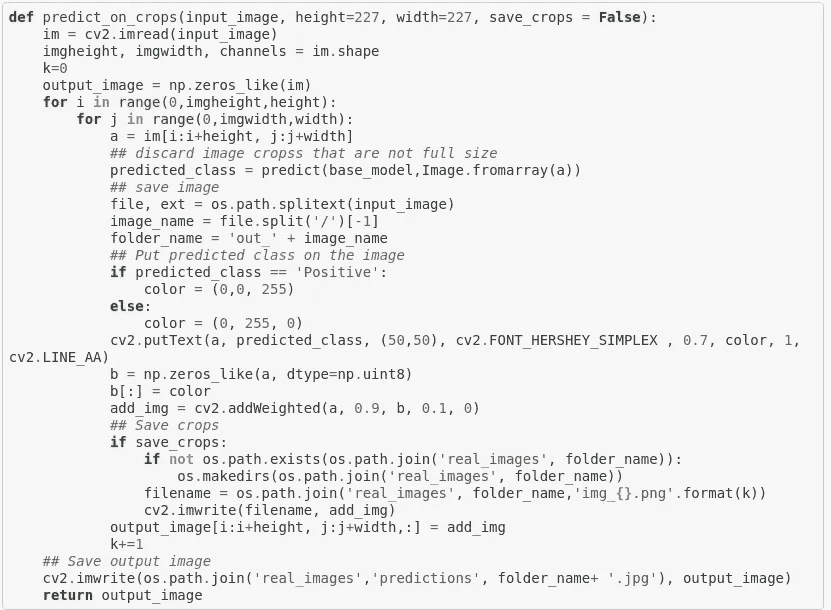 def predict_on_crops(input_image, height=227, width=227, save_crops = False):
    im = cv2.imread(input_image)
    imgheight, imgwidth, channels = im.shape
    k=0
    output_image = np.zeros_like(im)
    for i in range(0,imgheight,height):
        for j in range(0,imgwidth,width):
            a = im[i:i+height, j:j+width]
            ## discard image cropss that are not full size
            predicted_class = predict(base_model,Image.fromarray(a))
            ## save image
            file, ext = os.path.splitext(input_image)
            image_name = file.split('/')[-1]
            folder_name = 'out_' + image_name
            ## Put predicted class on the image
            if predicted_class == 'Positive':
                color = (0,0, 255)
            else:
                color = (0, 255, 0)
            cv2.putText(a, predicted_class, (50,50), cv2.FONT_HERSHEY_SIMPLEX , 0.7, color, 1,
cv2.LINE_AA)
            b = np.zeros_like(a, dtype=np.uint8)
            b[:] = color
            add_img = cv2.addWeighted(a, 0.9, b, 0.1, 0)
            ## Save crops
            if save_crops:
                if not os.path.exists(os.path.join('real_images', folder_name)):
                    os.makedirs(os.path.join('real_images', folder_name))
                filename = os.path.join('real_images', folder_name,'img_{}.png'.format(k))
                cv2.imwrite(filename, add_img)
            output_image[i:i+height, j:j+width,:] = add_img
            k+=1
    ## Save output image
    cv2.imwrite(os.path.join('real_images','predictions', folder_name+ '.jpg'), output_image)
    return output_image